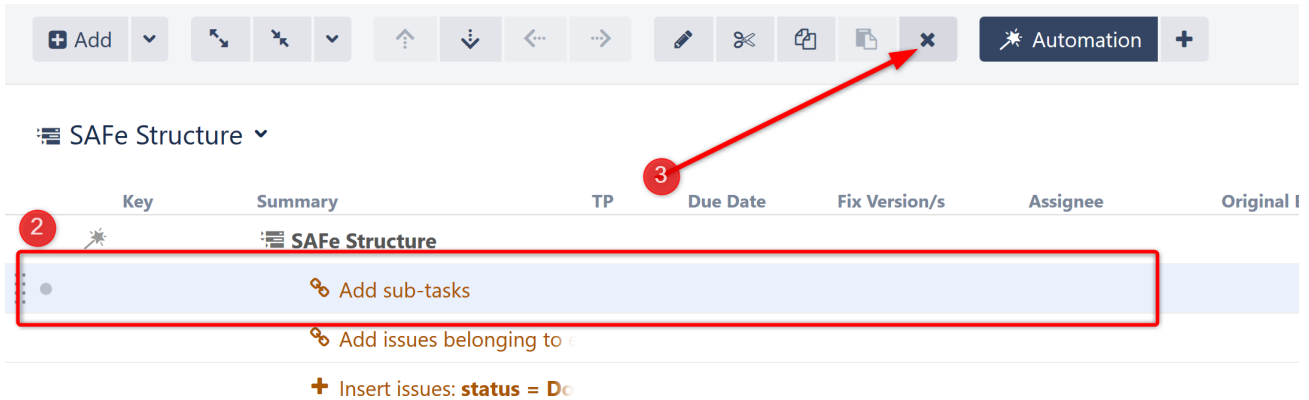 Add Automation
3
SAFe Structure
Key Summary TP Due Date Fix Version/s Assignee Original
2
SAFe Structure
Add sub-tasks
Add issues belonging to
Insert issues: status =